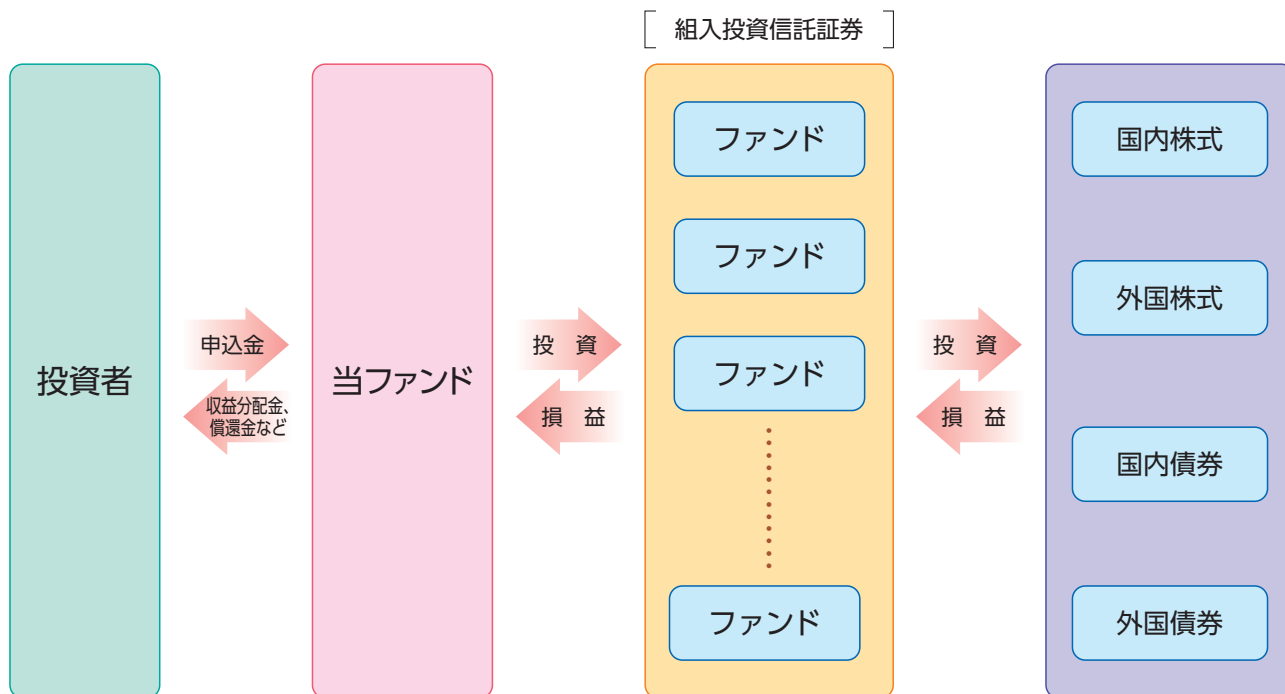 組入投資信託証券
投資者
申込金
収益分配金、
償還金など
当ファンド
投　資
損　益
ファンド
ファンド
ファンド
ファンド
投　資
損　益
国内株式
外国株式
国内債券
外国債券